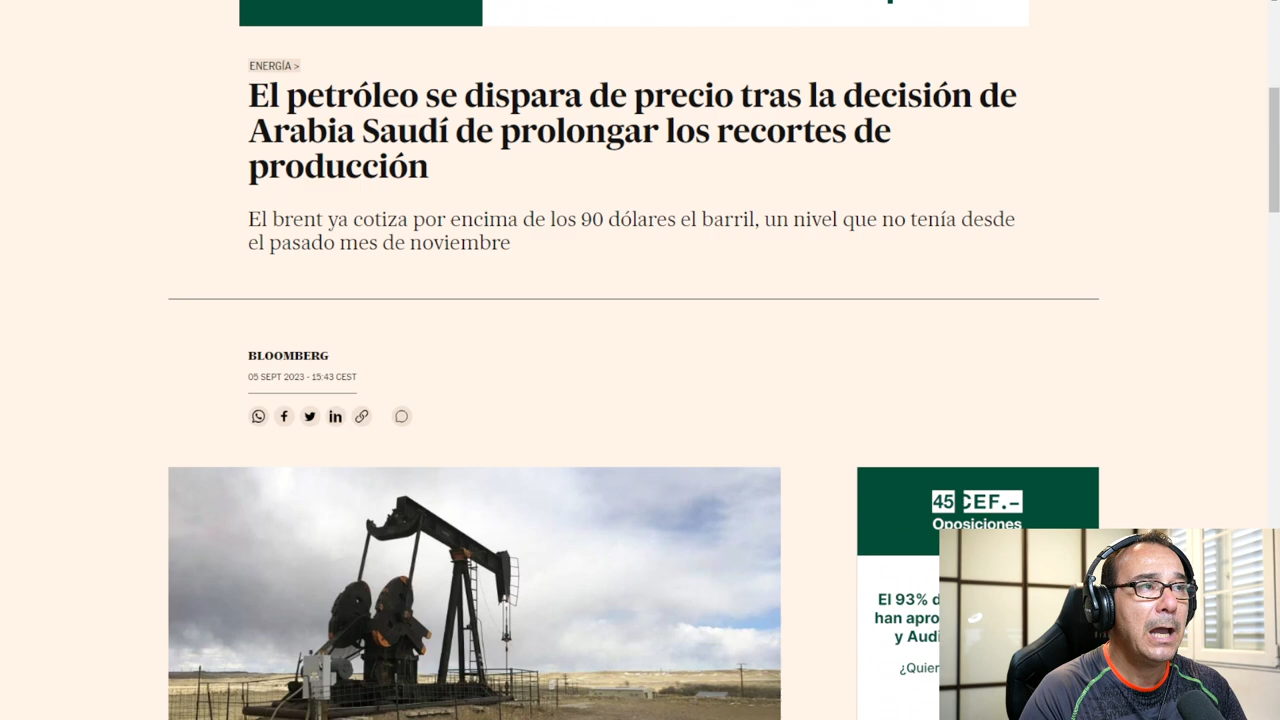 ENERGÍA >
El petróleo se dispara de precio tras la decisión de
Arabia Saudí de prolongar los recortes de
producción
El brent ya cotiza por encima de los 90 dólares el barril, un nivel que no tenía desde
el pasado mes de noviembre
BLOOMBERG
05 SEPT 2023 - 15:43 CEST
45 CEF.-
Oposiciones
El 93% d
han apro
y Audi
¿Quier